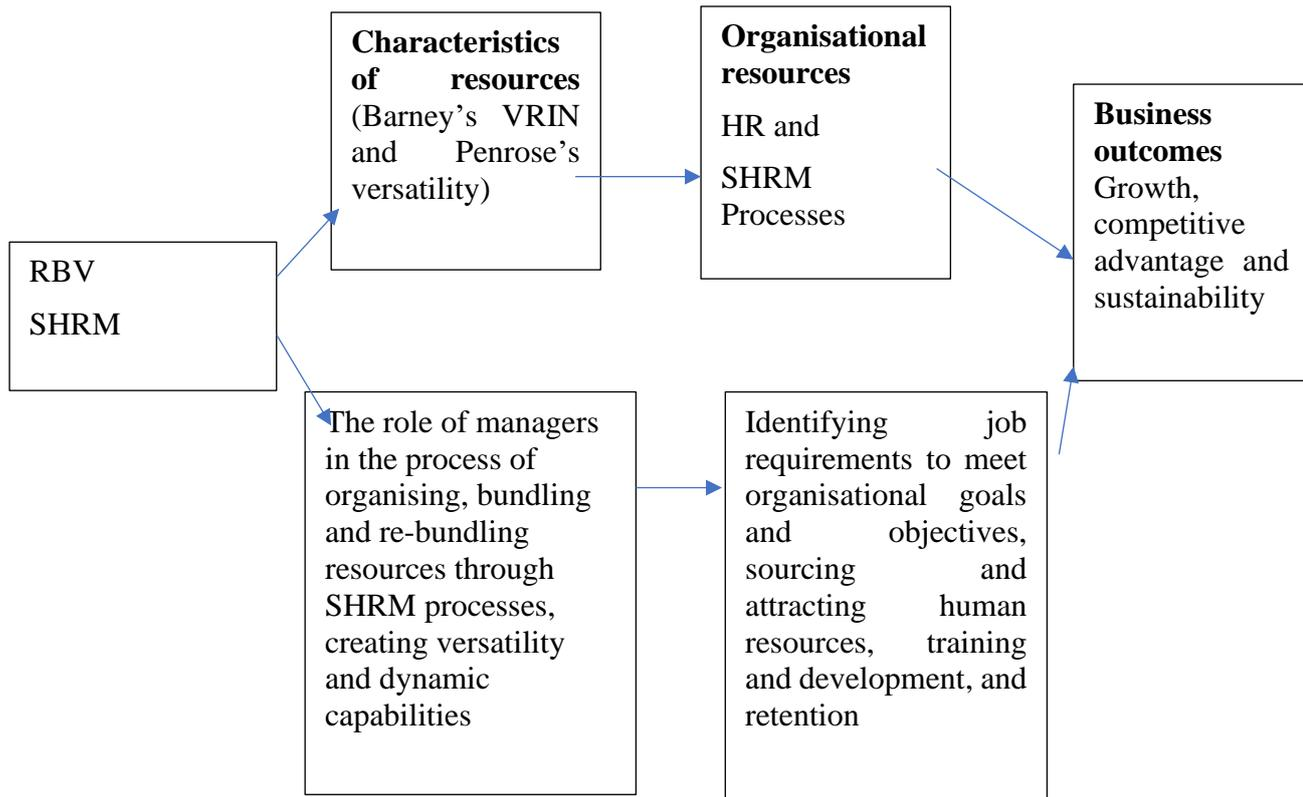 RBV
SHRM
Characteristics
of resources
(Barney’s VRIN
and Penrose’s
versatility)
Organisational
resources
HR and
SHRM
Processes
Business
outcomes
Growth,
competitive
advantage and
sustainability
The role of managers
in the process of
organising, bundling
and re-bundling
resources through
SHRM processes,
creating versatility
and dynamic
capabilities
Identifying job
requirements to meet
organisational goals
and objectives,
sourcing and
attracting human
resources, training
and development, and
retention